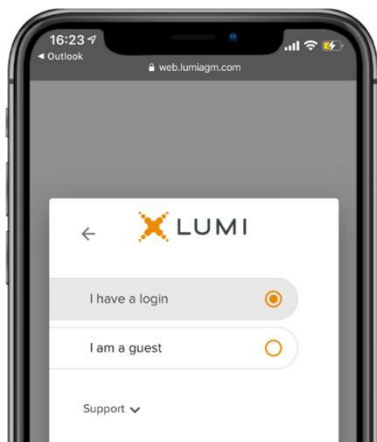 16:23
Outlook
web.lumiagm.com
LUMI
I have a login
I am a guest
Support